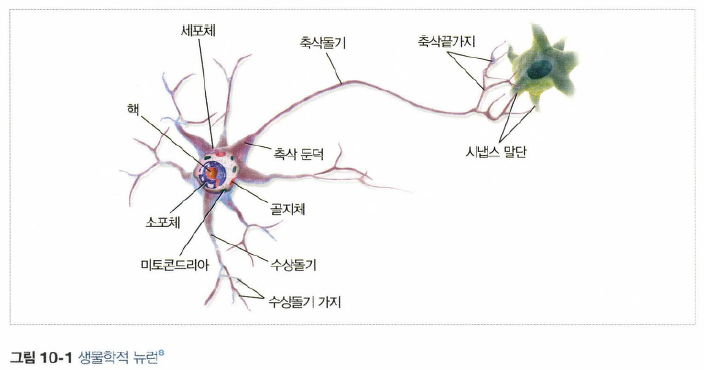 세포체
축삭돌기
축삭끝가지
핵
축삭 둔덕
시냅스 말단
골지체
소포체
미토콘드리아
수상돌기
수상돌기 가지
그림 10-1 생물학적 뉴런8